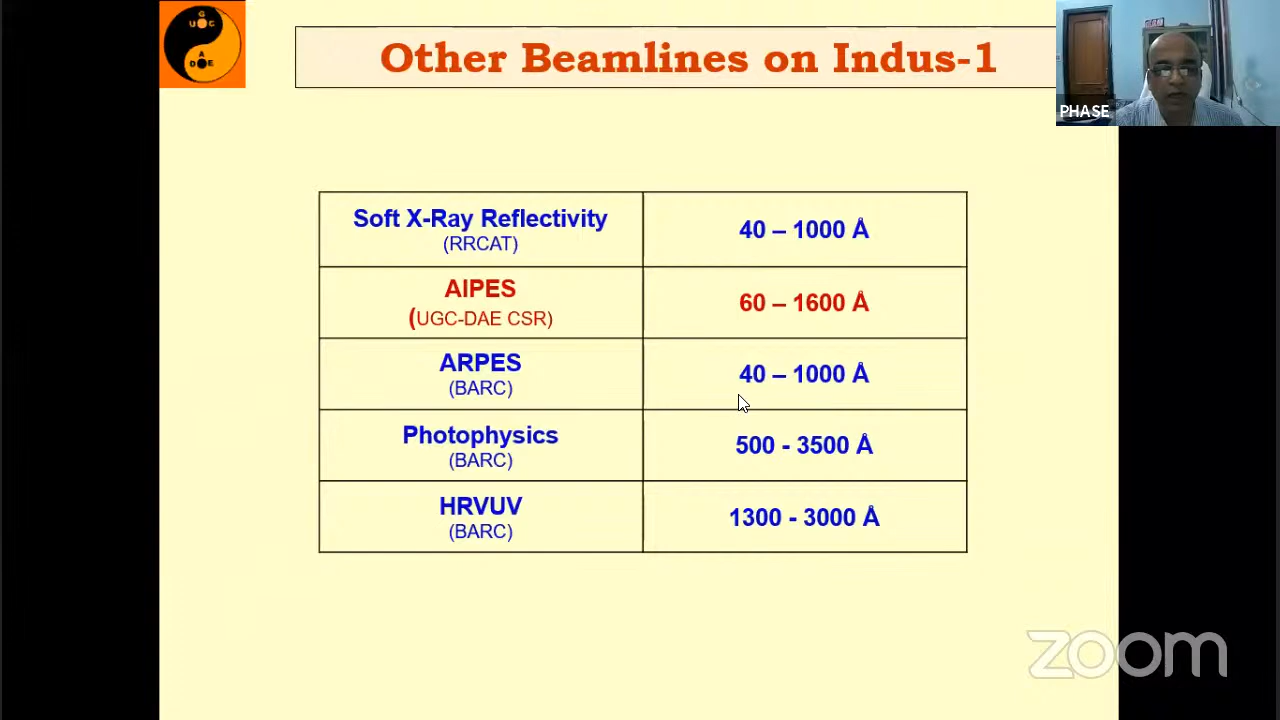 G
U G C
A
D E
Other Beamlines on Indus-1
PHASE
Soft X-Ray Reflectivity
(RRCAT)
40 – 1000 Å
AIPES
(UGC-DAE CSR)
60 – 1600 Å
ARPES
(BARC)
40 – 1000 Å
Photophysics
(BARC)
500 - 3500 Å
HRVUV
(BARC)
1300 - 3000 Å
zoom